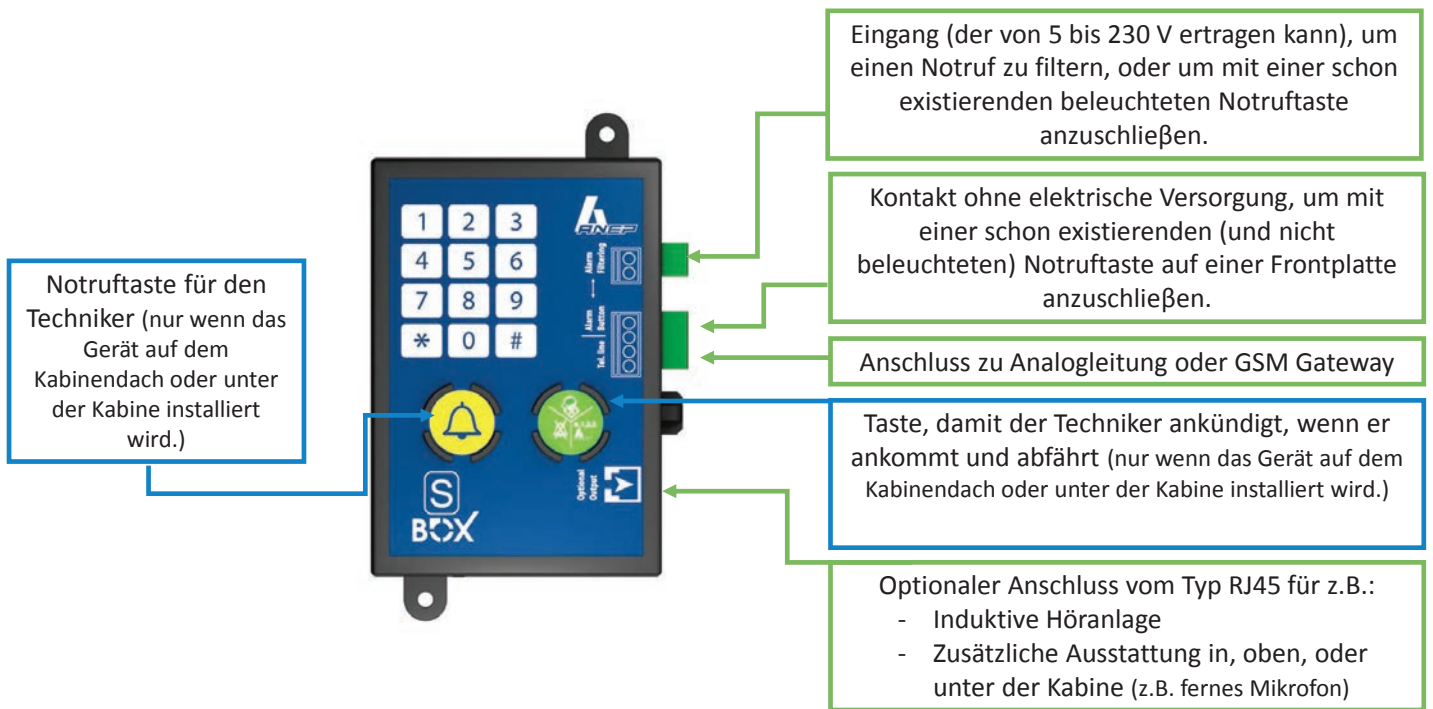 Eingang (der von 5 bis 230 V ertragen kann), um
einen Notruf zu filtern, oder um mit einer schon
existierenden beleuchteten Notruftaste
anzuschlieβen.
Kontakt ohne elektrische Versorgung, um mit
einer schon existierenden (und nicht
beleuchteten) Notruftaste auf einer Frontplatte
anzuschlieβen.
Anschluss zu Analogleitung oder GSM Gateway
Taste, damit der Techniker ankündigt, wenn er
ankommt und abfährt (nur wenn das Gerät auf dem
Kabinendach oder unter der Kabine installiert wird.)
Optionaler Anschluss vom Typ RJ45 für z.B.:
- Induktive Höranlage
- Zusätzliche Ausstattung in, oben, oder
unter der Kabine (z.B. fernes Mikrofon)
Notruftaste für den
Techniker (nur wenn das
Gerät auf dem
Kabinendach oder unter
der Kabine installiert
wird.)
1 2 3
4 5 6
7 8 9
* 0 #
ANEP
Alarm
Filtering
Alarm
Button
Tel. line
Optional
Output
S
BOX